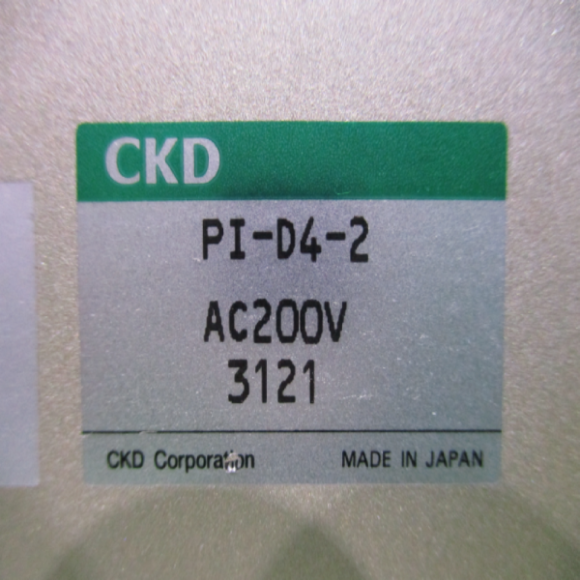 CKD
PI-D4-2
AC200V
3121
CKD Corporation MADE IN JAPAN